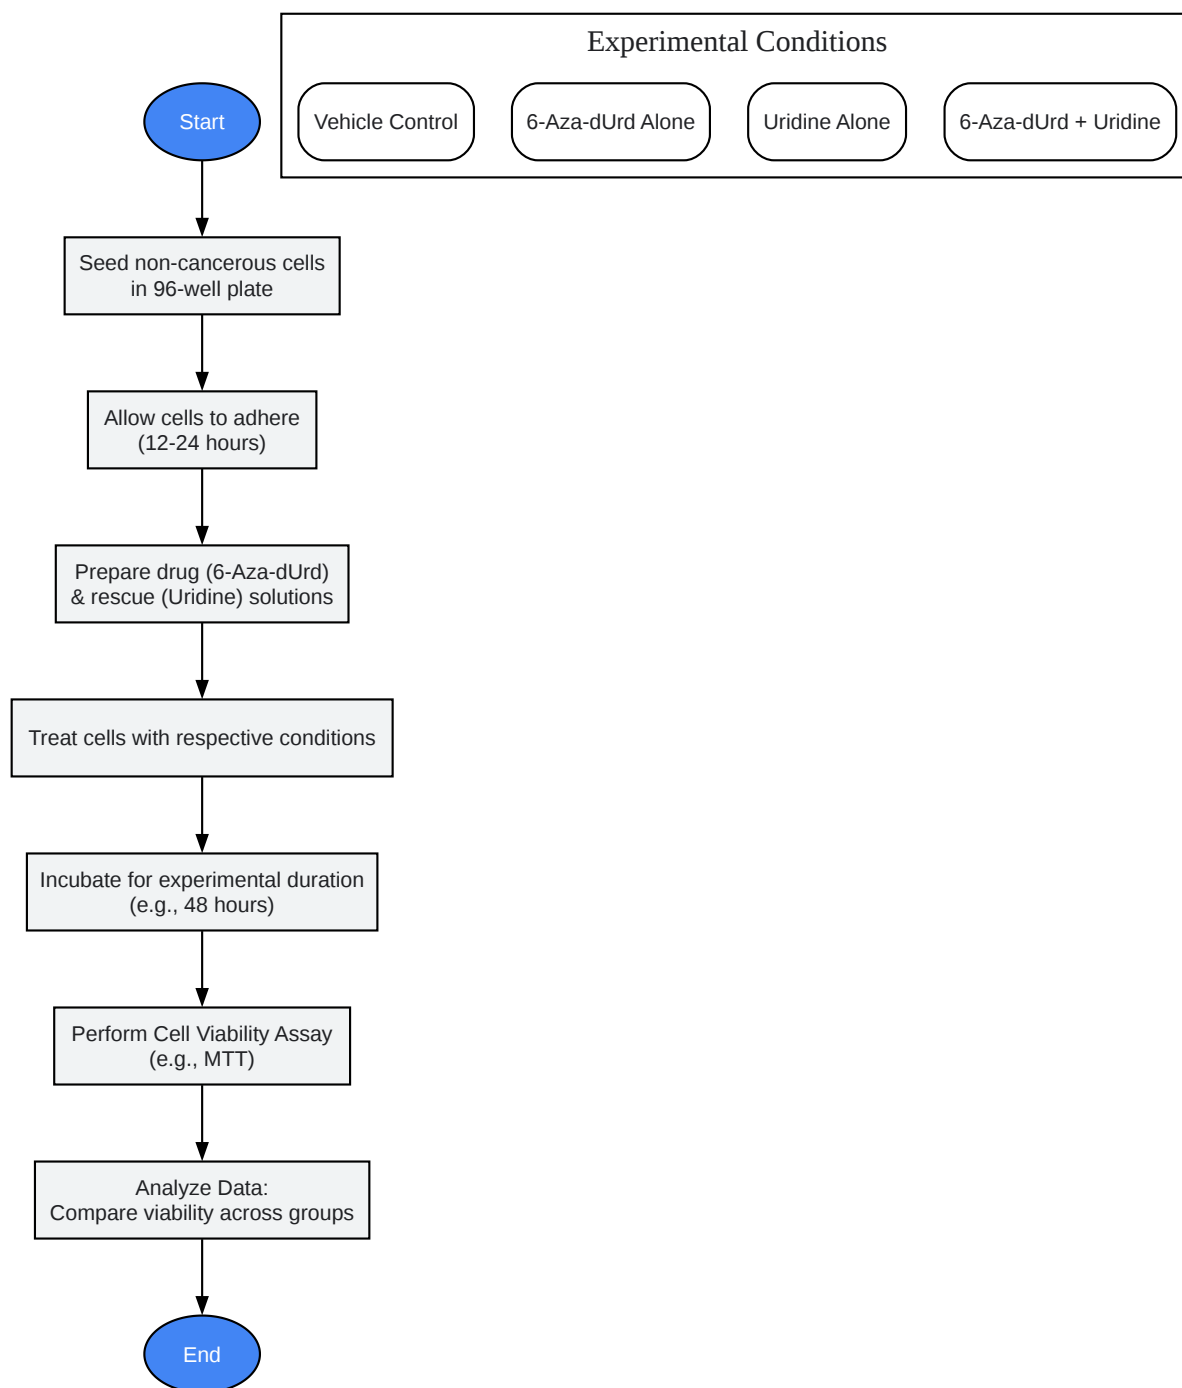 Experimental Conditions
Start
Vehicle Control
6-Aza-dUrd Alone
Uridine Alone
6-Aza-dUrd + Uridine
Seed non-cancerous cells
in 96-well plate
Allow cells to adhere
(12-24 hours)
Prepare drug (6-Aza-dUrd)
& rescue (Uridine) solutions
Treat cells with respective conditions
Incubate for experimental duration
(e.g., 48 hours)
Perform Cell Viability Assay
(e.g., MTT)
Analyze Data:
Compare viability across groups
End